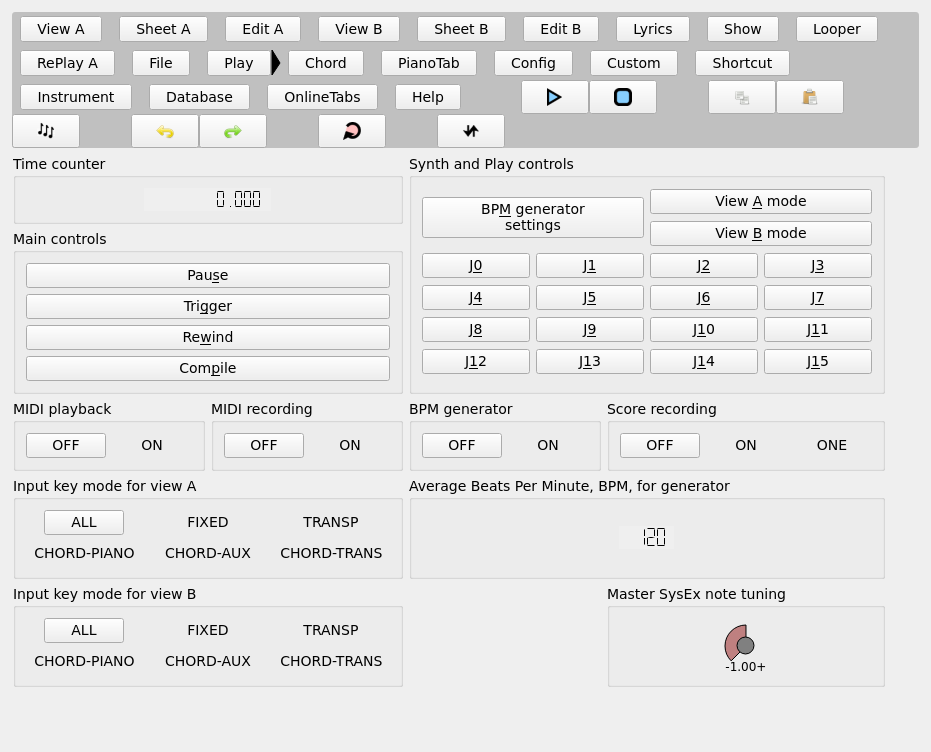 View A Sheet A Edit A View B Sheet B Edit B Lyrics Show Looper
RePlay A File Play Chord PianoTab Config Custom Shortcut
Instrument Database OnlineTabs Help
Time counter
0.000
Main controls
Pause
Trigger
Rewind
Compile
Synth and Play controls
BPM generator
settings
View A mode
View B mode
J0 J1 J2 J3
J4 J5 J6 J7
J8 J9 J10 J11
J12 J13 J14 J15
MIDI playback
OFF ON
MIDI recording
OFF ON
BPM generator
OFF ON
Score recording
OFF ON ONE
Input key mode for view A
ALL FIXED TRANSP
CHORD-PIANO CHORD-AUX CHORD-TRANS
Average Beats Per Minute, BPM, for generator
120
Input key mode for view B
ALL FIXED TRANSP
CHORD-PIANO CHORD-AUX CHORD-TRANS
Master SysEx note tuning
-1.00+